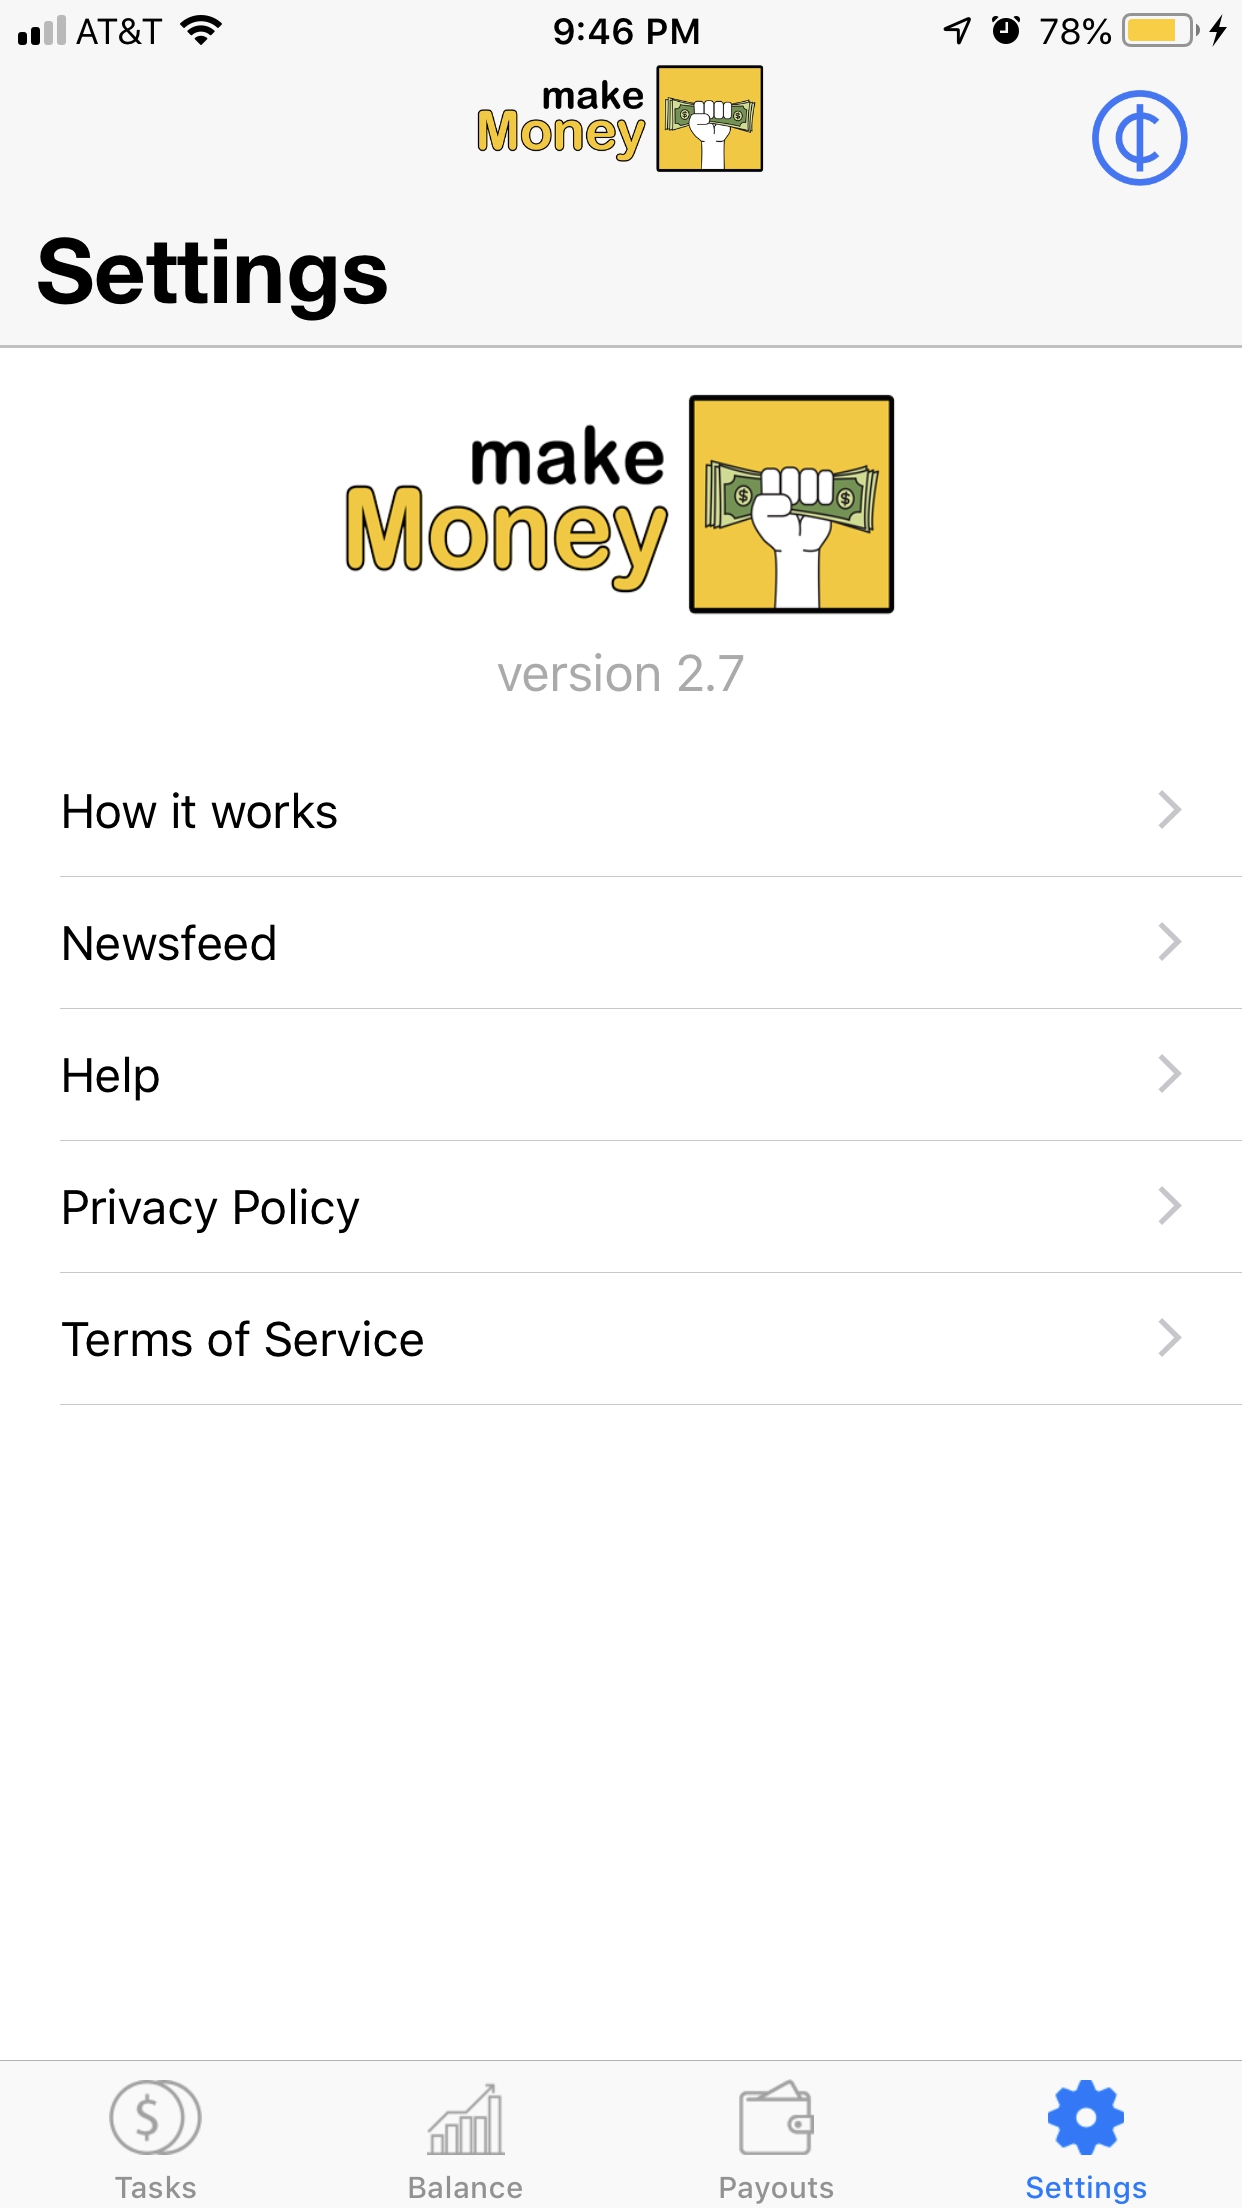 AT&T 9:46 PM 78%
make
Money
Settings
make
Money
version 2.7
How it works
Newsfeed
Help
Privacy Policy
Terms of Service
Tasks Balance Payouts Settings